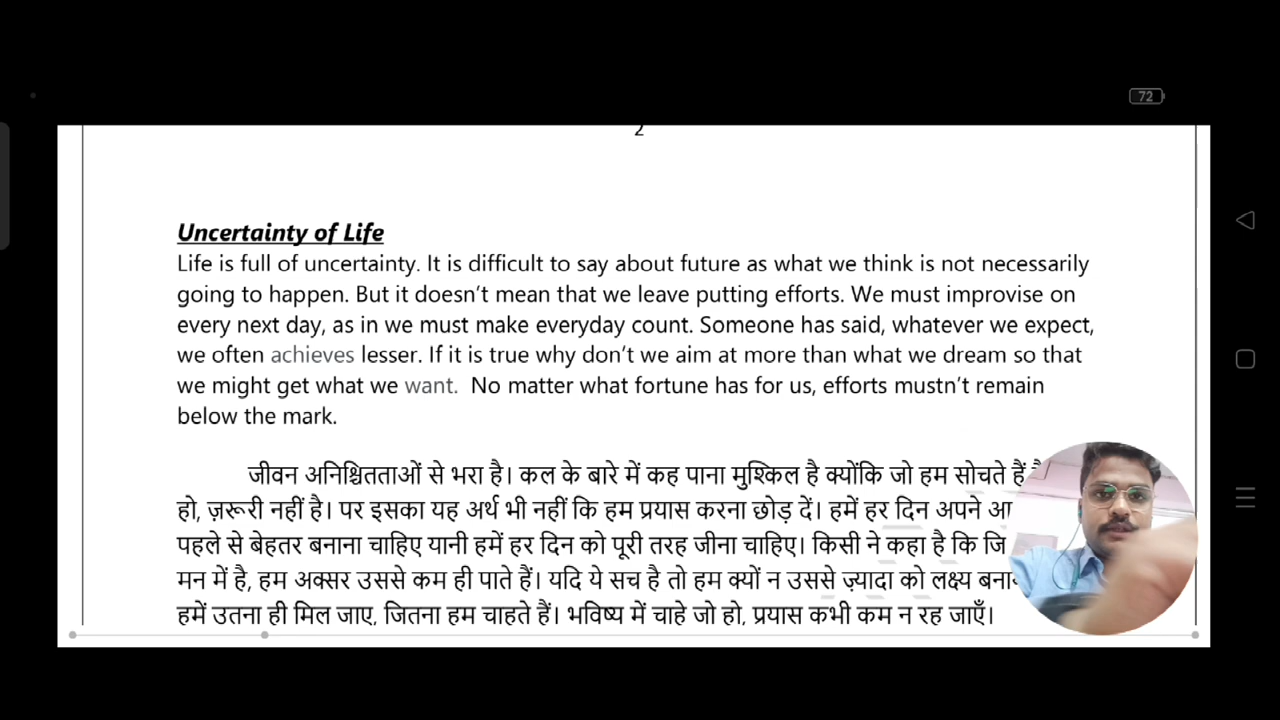 72
2
Uncertainty of Life
Life is full of uncertainty. It is difficult to say about future as what we think is not necessarily
going to happen. But it doesn't mean that we leave putting efforts. We must improvise on
every next day, as in we must make everyday count. Someone has said, whatever we expect,
we often achieves lesser. If it is true why don't we aim at more than what we dream so that
we might get what we want. No matter what fortune has for us, efforts mustn't remain
below the mark.
जीवन अनिश्चितताओं से भरा है। कल के बारे में कह पाना मुश्किल है क्योंकि जो हम सोचते हैं
हो, ज़रूरी नहीं है। पर इसका यह अर्थ भी नहीं कि हम प्रयास करना छोड़ दें। हमें हर दिन अपने
पहले से बेहतर बनाना चाहिए यानी हमें हर दिन को पूरी तरह जीना चाहिए। किसी ने कहा है कि
मन में है, हम अक्सर उससे कम ही पाते हैं। यदि ये सच है तो हम क्यों न उससे ज़्यादा को लक्ष्य
हमें उतना ही मिल जाए, जितना हम चाहते हैं। भविष्य में चाहे जो हो, प्रयास कभी कम न रह जाएँ।